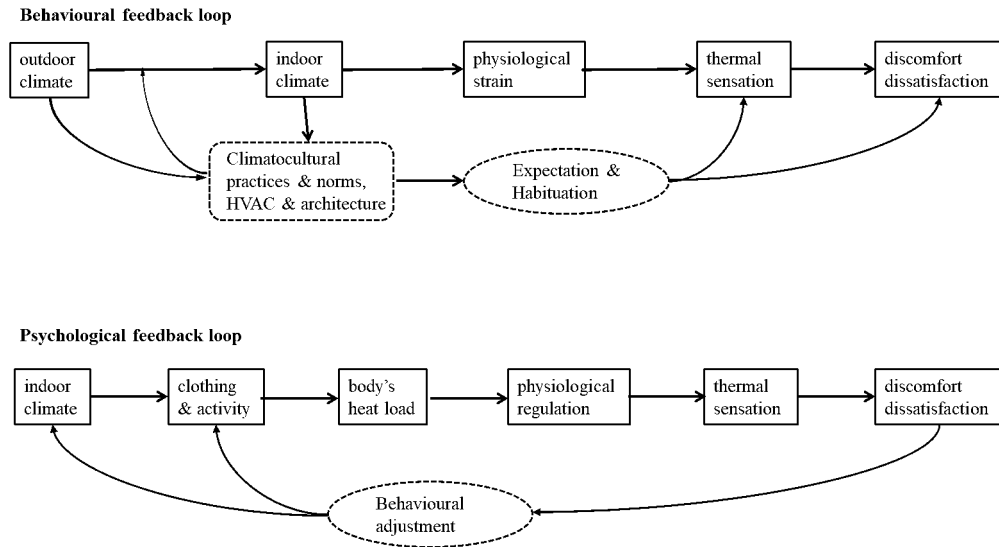 Behavioural feedback loop
outdoor
climate
indoor
climate
physiological
strain
thermal
sensation
discomfort
dissatisfaction
Climatocultural
practices & norms,
HVAC & architecture
Expectation &
Habituation
Psychological feedback loop
indoor
climate
clothing
& activity
body's
heat load
physiological
regulation
thermal
sensation
discomfort
dissatisfaction
Behavioural
adjustment